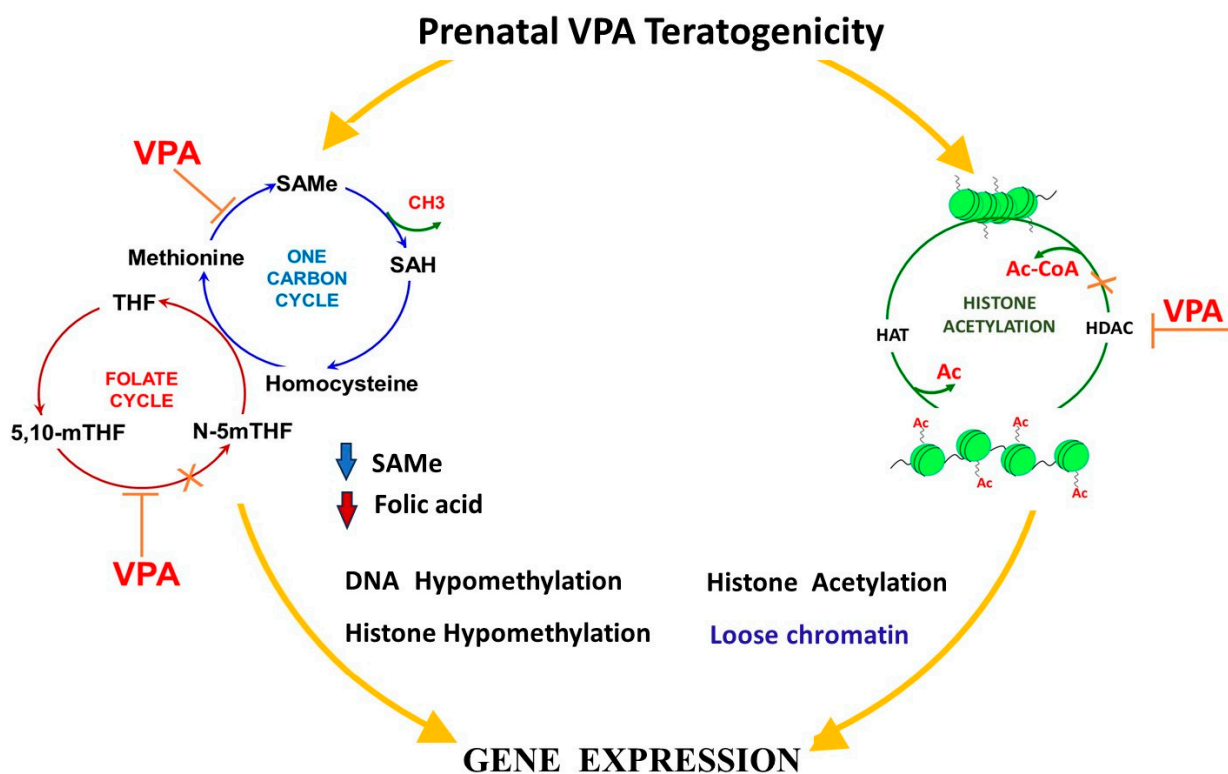 Prenatal VPA Teratogenicity
VPA
SAMe
CH3
Methionine
ONE
CARBON
CYCLE
SAH
THF
Homocysteine
FOLATE
CYCLE
5,10-mTHF
N-5mTHF
VPA
SAMe
Folic acid
Ac-CoA
HISTONE
ACETYLATION
HAT
HDAC
VPA
Ac
Ac
Ac
Ac
Ac
DNA Hypomethylation
Histone Hypomethylation
Histone Acetylation
Loose chromatin
GENE EXPRESSION